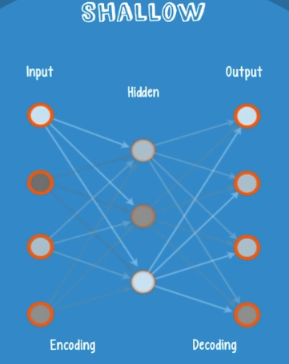 SHALLOW
Input
Output
Hidden
Encoding
Decoding